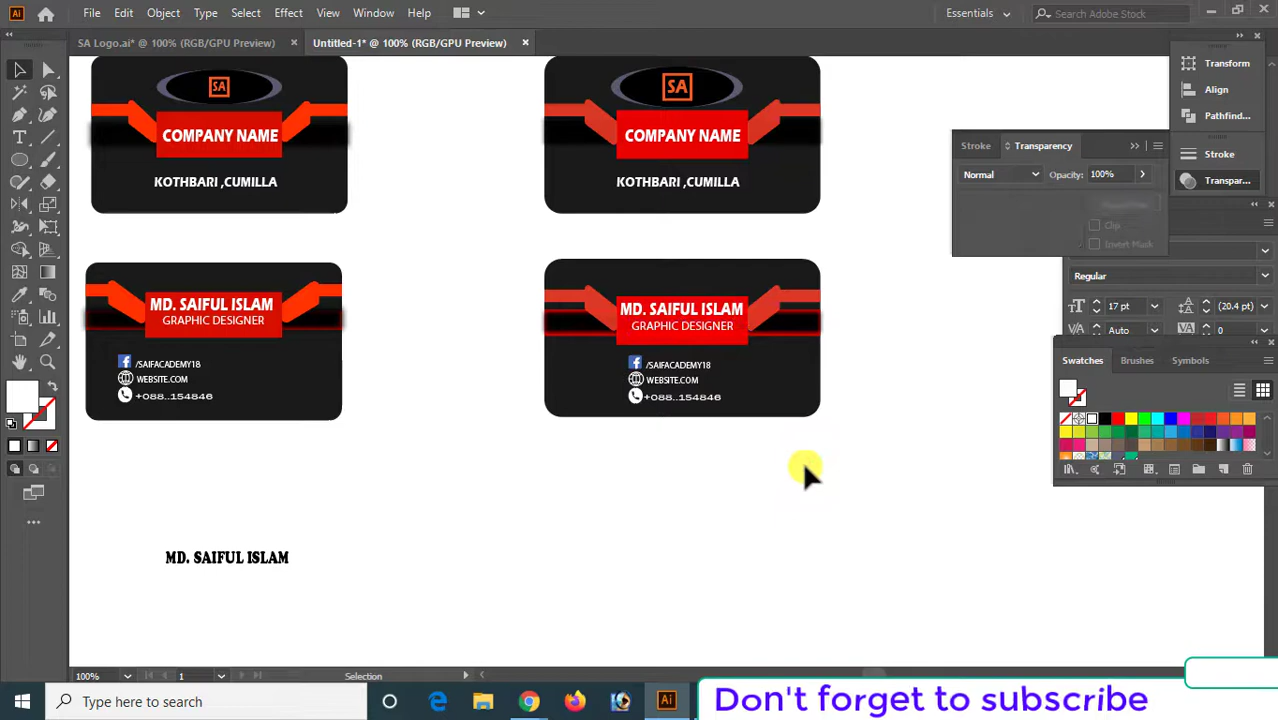 File Edit Object Type Select Effect View Window Help
Essentials
Search Adobe Stock
SA Logo.ai* @ 100% (RGB/GPU Preview) × Untitled-1* @ 100% (RGB/GPU Preview) ×
Transform
Align
Pathfind...
Stroke
Transpar...
Stroke Transparency
Normal Opacity: 100%
Clip
Invert Mask
Regular
17 pt (20.4 pt)
Auto 0
Swatches Brushes Symbols
SA
COMPANY NAME
KOTHBARI ,CUMILLA
SA
COMPANY NAME
KOTHBARI ,CUMILLA
MD. SAIFUL ISLAM
GRAPHIC DESIGNER
/SAIFACADEMY18
WEBSITE.COM
+088..154846
MD. SAIFUL ISLAM
GRAPHIC DESIGNER
/SAIFACADEMY18
WEBSITE.COM
+088..154846
MD. SAIFUL ISLAM
100% 1 Selection
Type here to search
Ai
Don't forget to subscribe